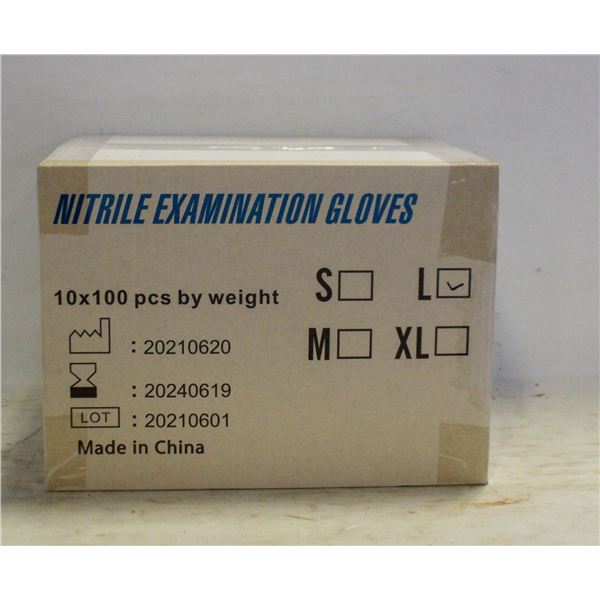 NITRILE EXAMINATION GLOVES
10x100 pcs by weight
S L
M XL
: 20210620
: 20240619
LOT : 20210601
Made in China